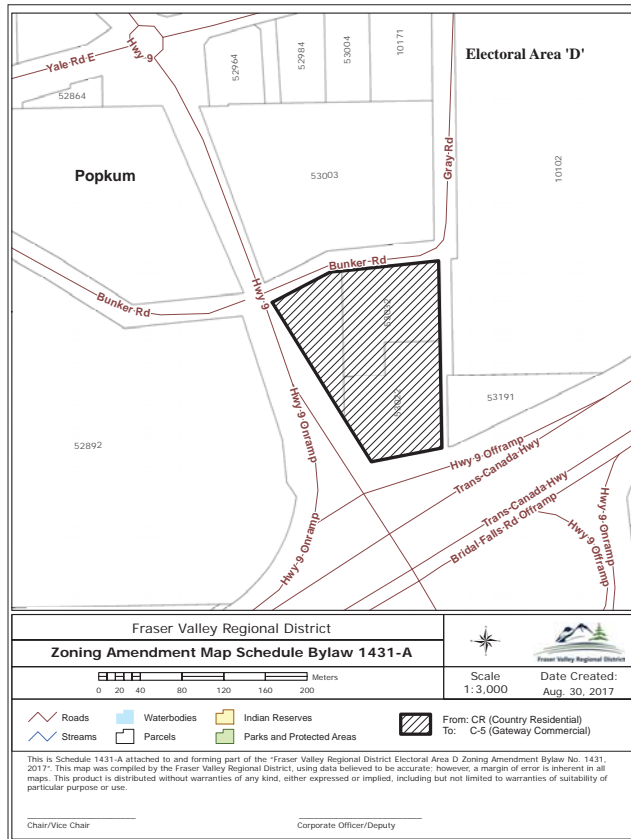 Electoral Area 'D'
Hwy 9
Yale Rd E
52864
52964
52984
53004
10171
Popkum
53003
Gray Rd
10102
Bunker Rd
Bunker Rd
Hwy 9
53022
53191
52892
Hwy 9 Onramp
Hwy 9 Offramp
Trans-Canada Hwy
Trans-Canada Hwy
Bridal Falls Rd Offramp
Hwy 9 Onramp
Hwy 9 Offramp
Hwy 9 Onramp
Fraser Valley Regional District
Zoning Amendment Map Schedule Bylaw 1431-A
Meters
0 20 40 80 120 160 200
Fraser Valley Regional District
Scale
1:3,000
Date Created:
Aug. 30, 2017
Roads
Waterbodies
Indian Reserves
Streams
Parcels
Parks and Protected Areas
From: CR (Country Residential)
To: C-5 (Gateway Commercial)
This is Schedule 1431-A attached to and forming part of the "Fraser Valley Regional District Electoral Area D Zoning Amendment Bylaw No. 1431,
2017". This map was compiled by the Fraser Valley Regional District, using data believed to be accurate; however, a margin of error is inherent in all
maps. This product is distributed without warranties of any kind, either expressed or implied, including but not limited to warranties of suitability of
particular purpose or use.
Chair/Vice Chair
Corporate Officer/Deputy